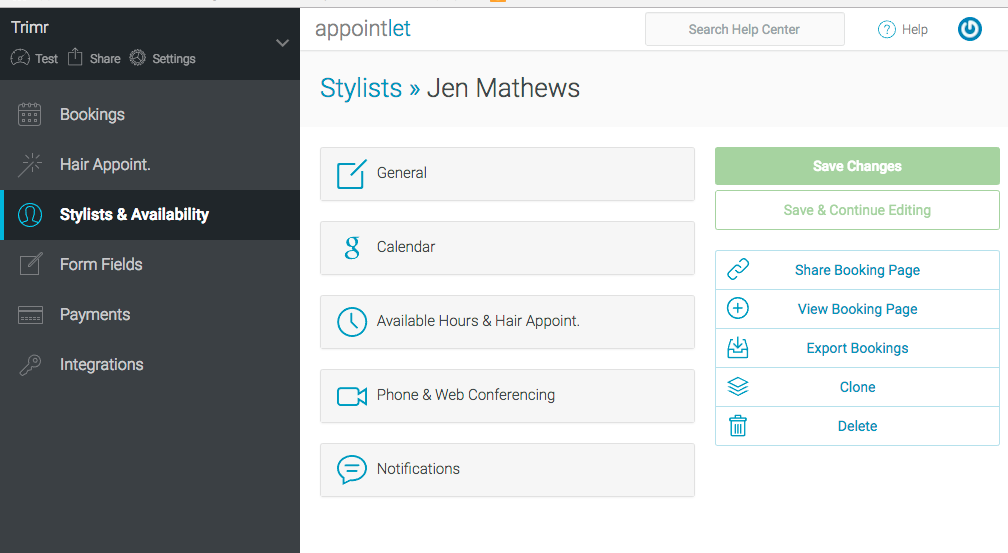 Trimr
Test Share Settings
Bookings
Hair Appoint.
Stylists & Availability
Form Fields
Payments
Integrations
appointlet
Search Help Center
? Help
Stylists » Jen Mathews
General
g Calendar
Available Hours & Hair Appoint.
Phone & Web Conferencing
Notifications
Save Changes
Save & Continue Editing
Share Booking Page
View Booking Page
Export Bookings
Clone
Delete